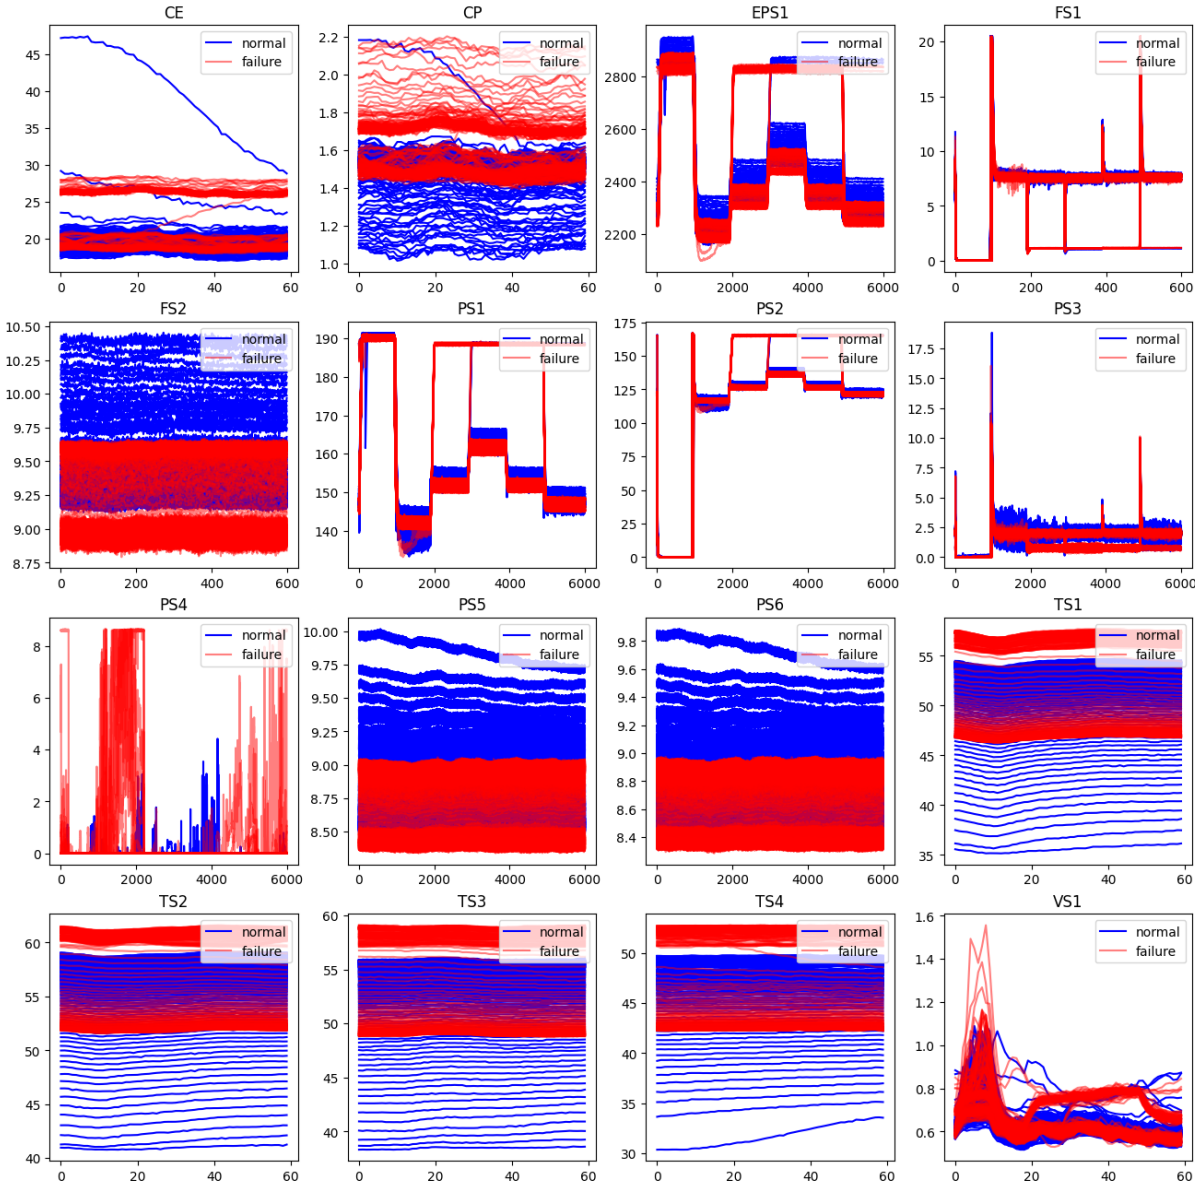 CE CP EPS1 FS1
normal
failure
45
40
35
30
25
20
0 20 40 60
normal
failure
2.2
2.0
1.8
1.6
1.4
1.2
1.0
0 20 40 60
normal
failure
2800
2600
2400
2200
0 2000 4000 6000
normal
failure
20
15
10
5
0
0 200 400 600
FS2 PS1 PS2 PS3
normal
failure
10.50
10.25
10.00
9.75
9.50
9.25
9.00
8.75
0 200 400 600
normal
failure
190
180
170
160
150
140
0 2000 4000 6000
normal
failure
175
150
125
100
75
50
25
0
0 2000 4000 6000
normal
failure
17.5
15.0
12.5
10.0
7.5
5.0
2.5
0.0
0 2000 4000 6000
PS4 PS5 PS6 TS1
normal
failure
8
6
4
2
0
0 2000 4000 6000
normal
failure
10.00
9.75
9.50
9.25
9.00
8.75
8.50
0 2000 4000 6000
normal
failure
9.8
9.6
9.4
9.2
9.0
8.8
8.6
8.4
0 2000 4000 6000
normal
failure
55
50
45
40
35
0 20 40 60
TS2 TS3 TS4 VS1
normal
failure
60
55
50
45
40
0 20 40 60
normal
failure
60
55
50
45
40
0 20 40 60
normal
failure
50
45
40
35
30
0 20 40 60
normal
failure
1.6
1.4
1.2
1.0
0.8
0.6
0 20 40 60